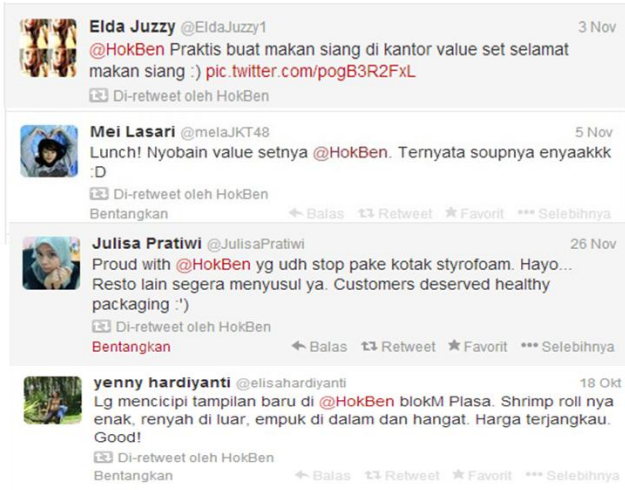 Elda Juzzy @EldaJuzzy1 3 Nov
@HokBen Praktis buat makan siang di kantor value set selamat
makan siang :) pic.twitter.com/pogB3R2FxL
Di-retweet oleh HokBen
Mei Lasari @melaJKT48 5 Nov
Lunch! Nyobain value setnya @HokBen. Ternyata soupnya enyaakkk
:D
Di-retweet oleh HokBen
Bentangkan Balas Retweet Favorit Selebihnya
Julisa Pratiwi @JulisaPratiwi 26 Nov
Proud with @HokBen yg udh stop pake kotak styrofoam. Hayo...
Resto lain segera menyusul ya. Customers deserved healthy
packaging :')
Di-retweet oleh HokBen
Bentangkan Balas Retweet Favorit Selebihnya
yenny hardiyanti @elisahardiyanti 18 Okt
Lg mencicipi tampilan baru di @HokBen blokM Plasa. Shrimp roll nya
enak, renyah di luar, empuk di dalam dan hangat. Harga terjangkau.
Good!
Di-retweet oleh HokBen
Bentangkan Balas Retweet Favorit Selebihnya